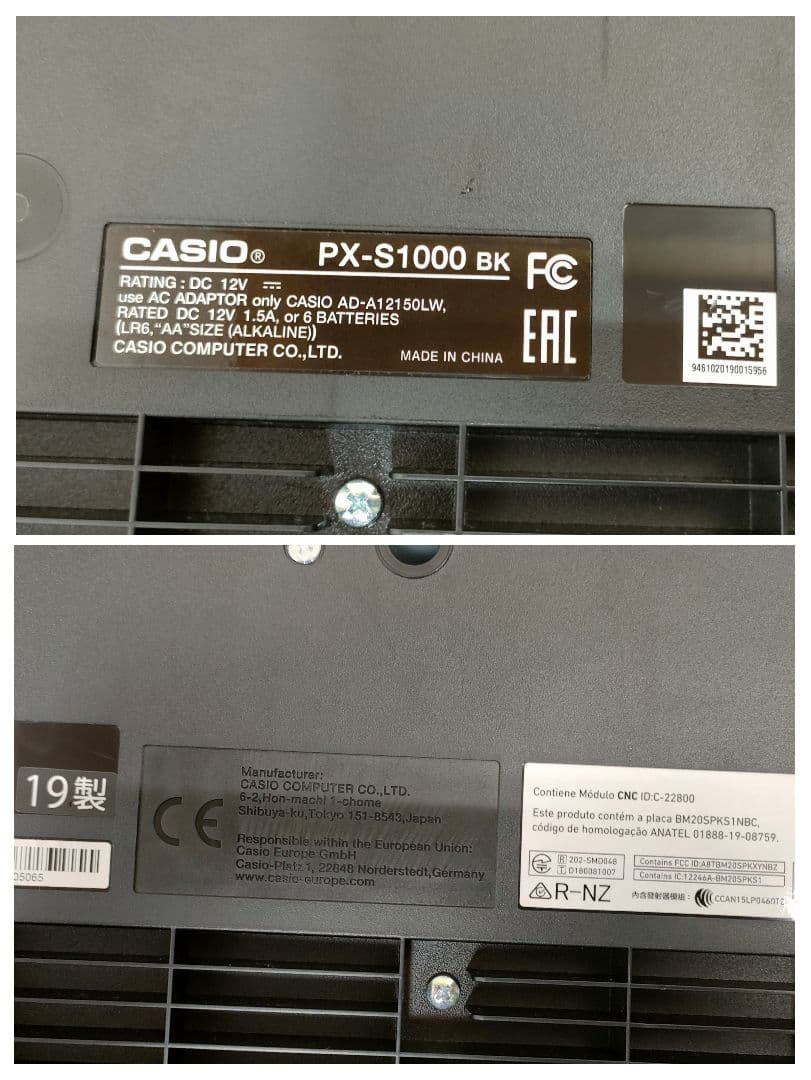 CASIO® PX-S1000 BK
RATING : DC 12V ⎓
use AC ADAPTOR only CASIO AD-A12150LW,
RATED DC 12V 1.5A, or 6 BATTERIES
(LR6,"AA"SIZE (ALKALINE))
CASIO COMPUTER CO.,LTD. MADE IN CHINA
FC
EAC
9461020190015956
19製
05065
CE
Manufacturer:
CASIO COMPUTER CO.,LTD.
6-2,Hon-machi 1-chome
Shibuya-ku,Tokyo 151-8543,Japan
Responsible within the European Union:
Casio Europe GmbH
Casio-Platz 1, 22848 Norderstedt,Germany
www.casio-europe.com
Contiene Módulo CNC ID:C-22800
Este produto contém a placa BM20SPKS1NBC,
código de homologação ANATEL 01888-19-08759.
R 202-SMD048
T D180081007
Contains FCC ID:A8TBM20SPKXYNBZ
Contains IC:12246A-BM20SPKS1
R-NZ
內含發射器模組: CCAN15LP0460T2